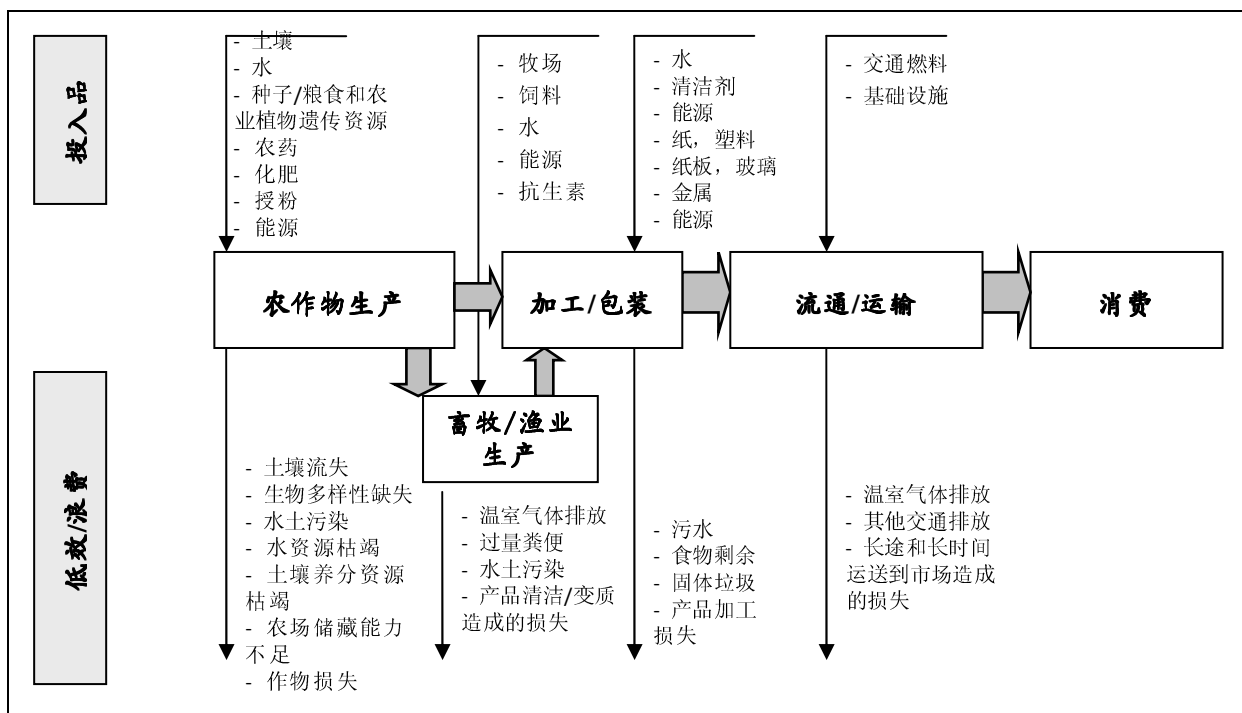 投入品
- 土壤
- 水
- 种子/粮食和农
业植物遗传资源
- 农药
- 化肥
- 授粉
- 能源
- 牧场
- 饲料
- 水
- 能源
- 抗生素
- 水
- 清洁剂
- 能源
- 纸，塑料
- 纸板，玻璃
- 金属
- 能源
- 交通燃料
- 基础设施
农作物生产
加工/包装
流通/运输
消费
畜牧/渔业
生产
低效/浪费
- 土壤流失
- 生物多样性缺失
- 水土污染
- 水资源枯竭
- 土壤养分资源
枯竭
- 农场储藏能力
不足
- 作物损失
- 温室气体排放
- 过量粪便
- 水土污染
- 产品清洁/变质
造成的损失
- 污水
- 食物剩余
- 固体垃圾
- 产品加工
损失
- 温室气体排放
- 其他交通排放
- 长途和长时间
运送到市场造成
的损失